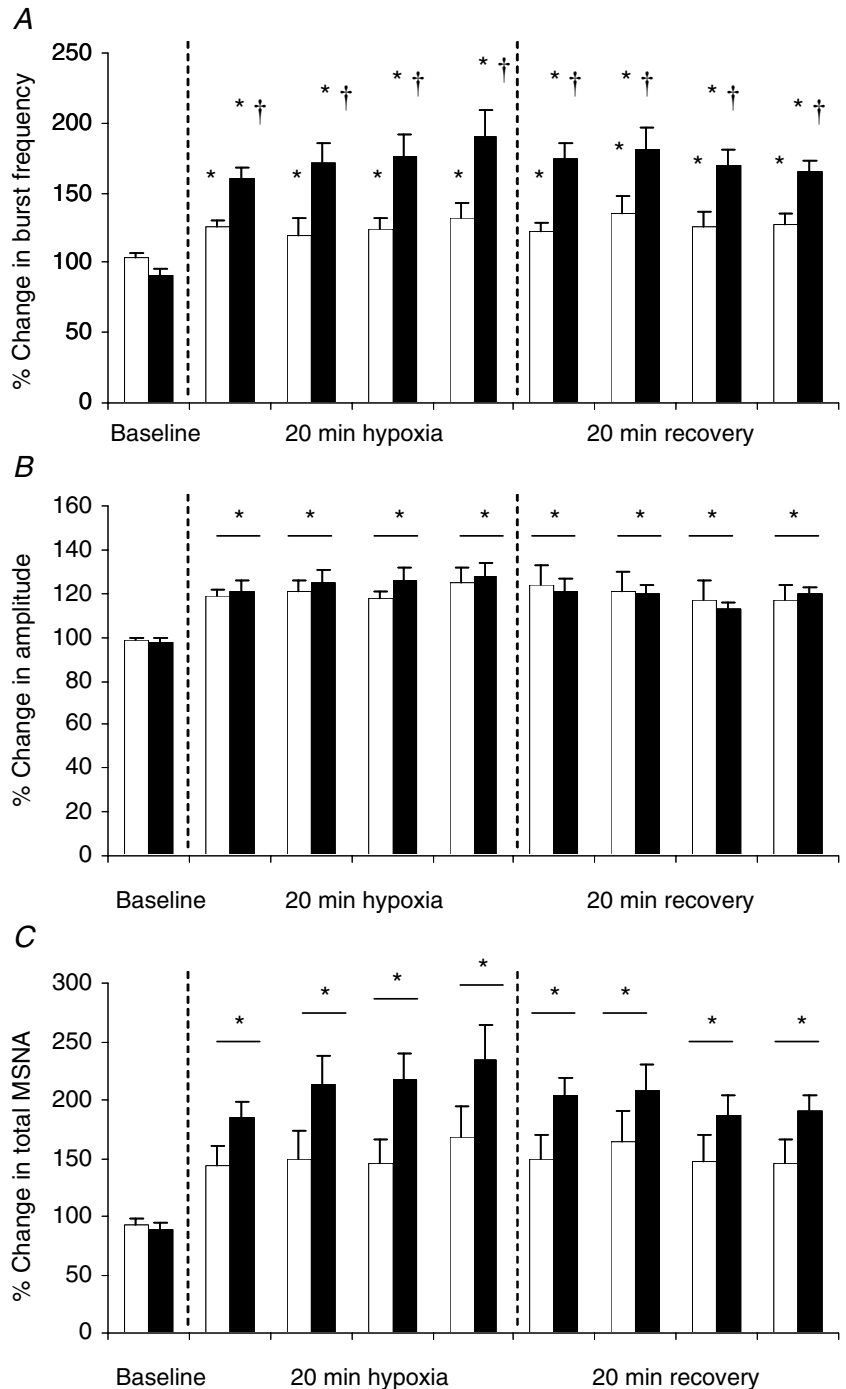 A
% Change in burst frequency
250
200
150
100
50
0
* † * † * † * † * † * † * † * †
* * * * * * * *
Baseline 20 min hypoxia 20 min recovery
B
% Change in amplitude
160
140
120
100
80
60
40
20
0
* * * * * * * *
Baseline 20 min hypoxia 20 min recovery
C
% Change in total MSNA
300
250
200
150
100
50
0
* * * * * * * *
Baseline 20 min hypoxia 20 min recovery